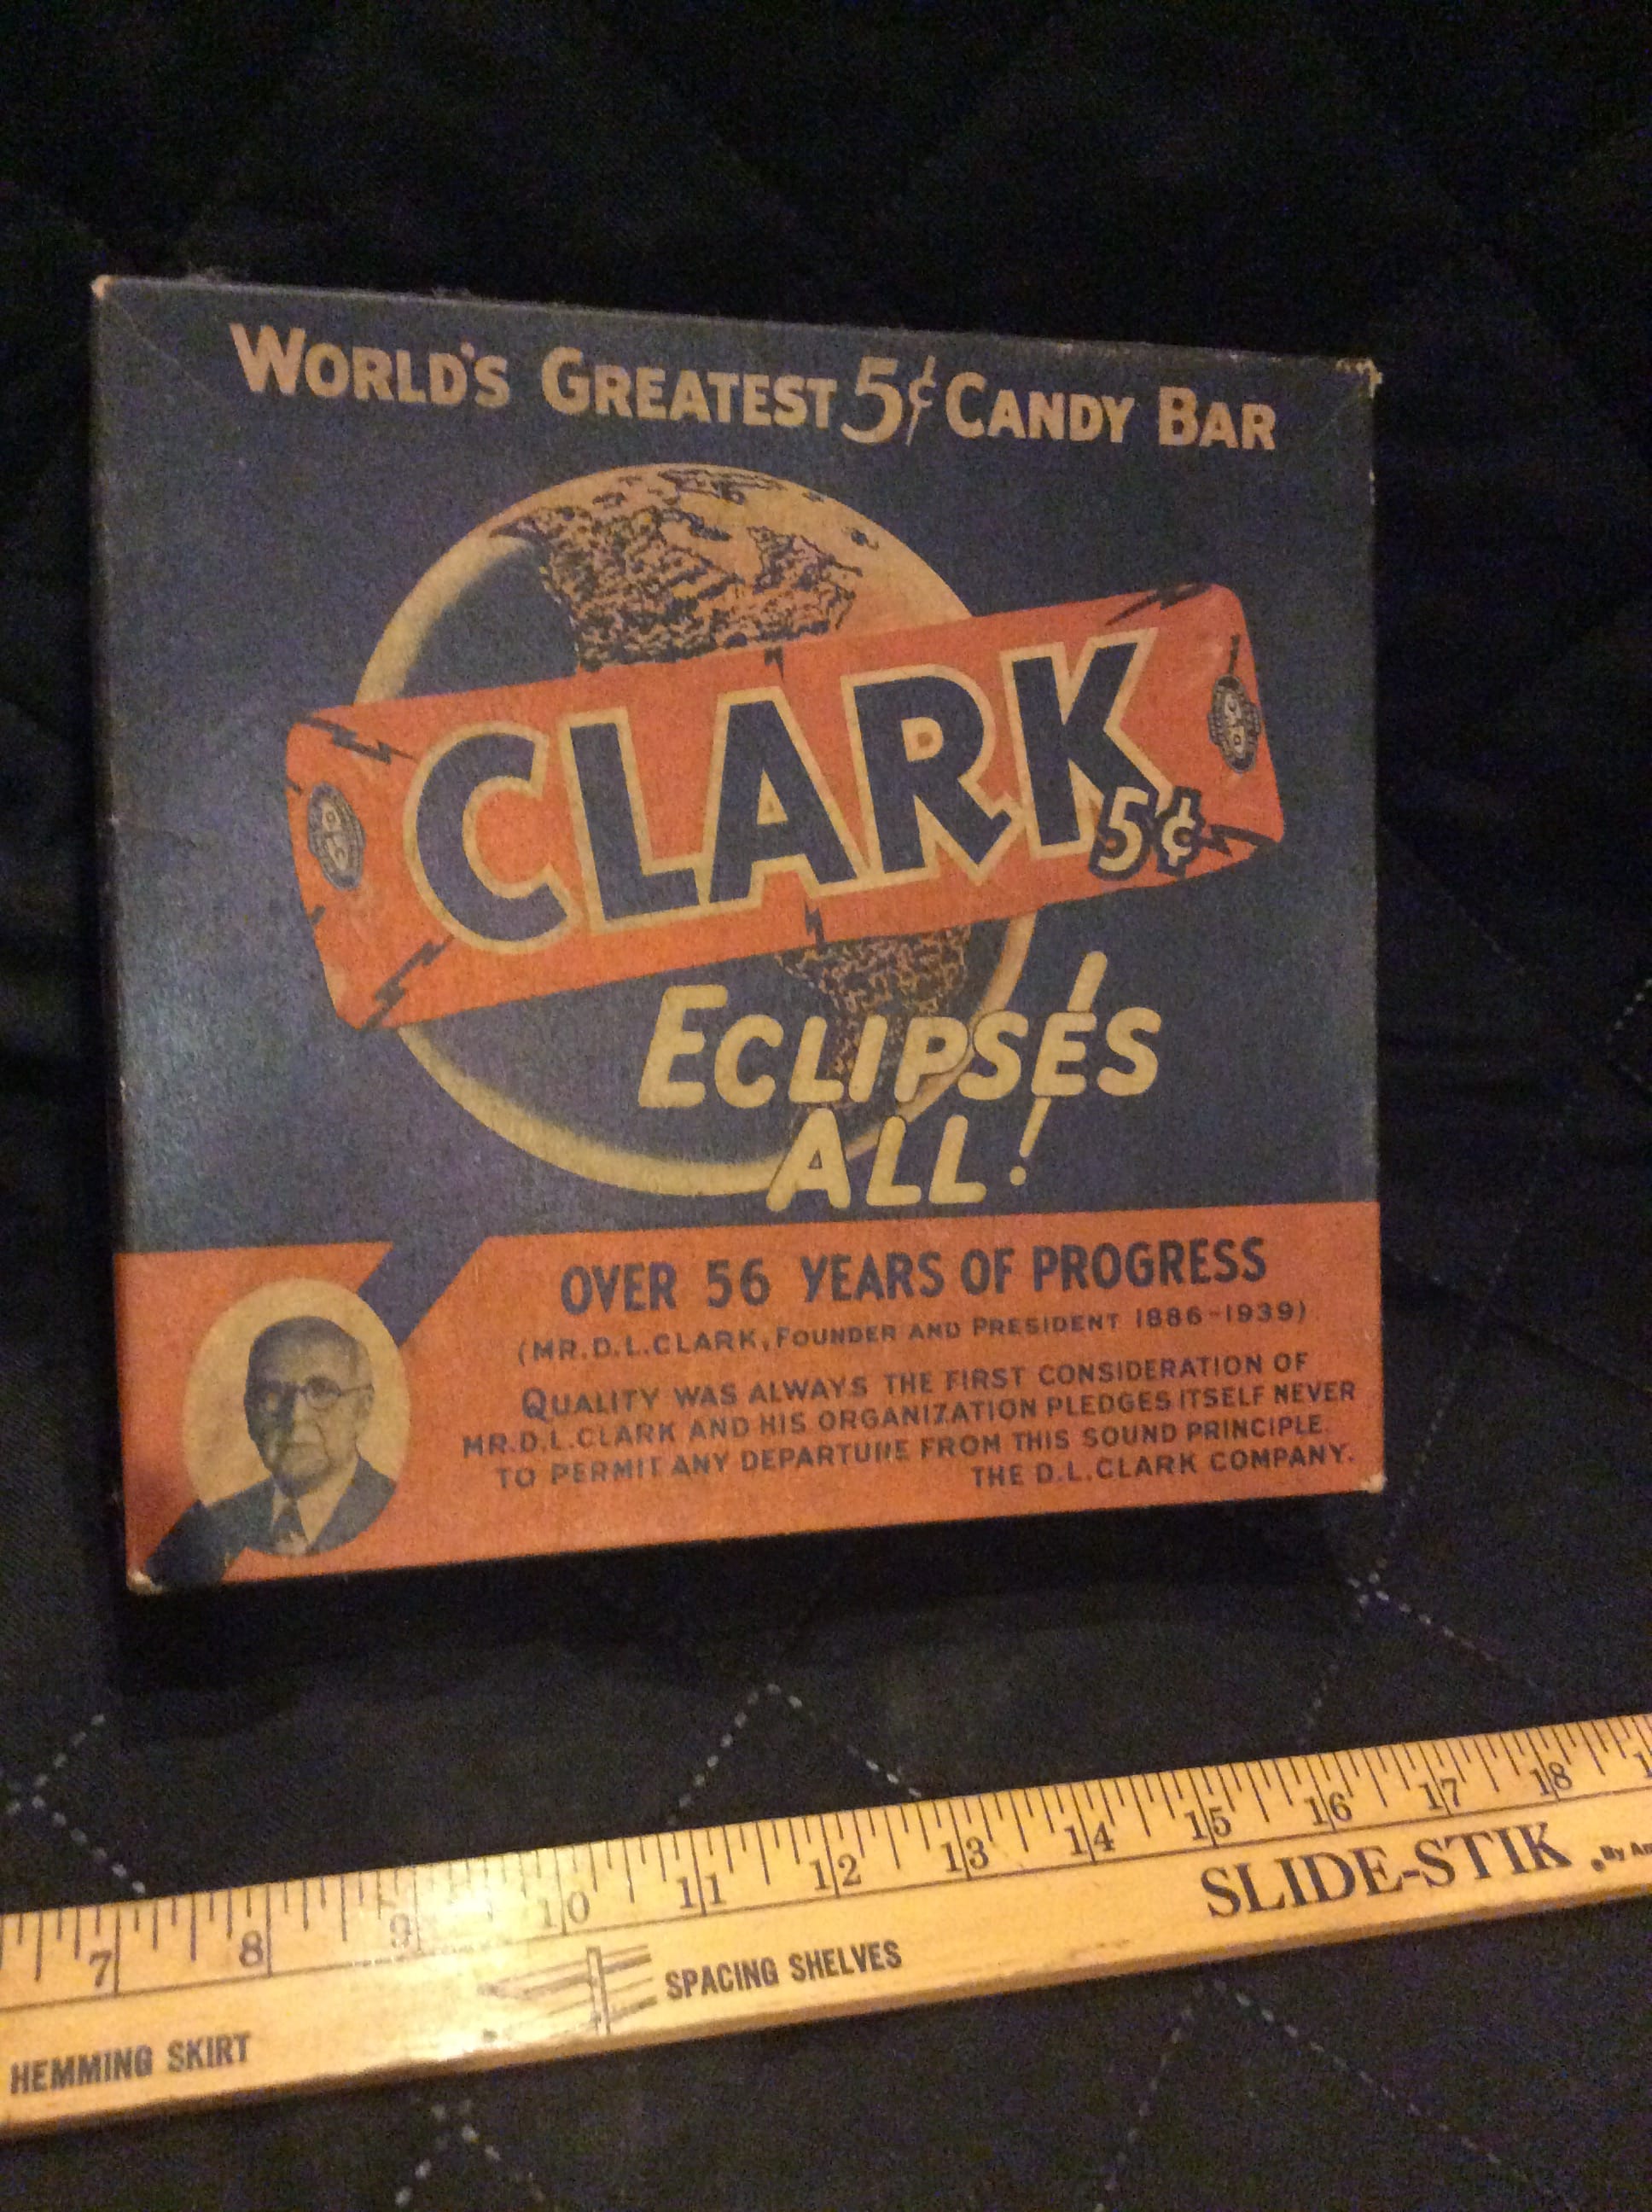 WORLD'S GREATEST 5¢ CANDY BAR
CLARK
5¢
ECLIPSES
ALL!
OVER 56 YEARS OF PROGRESS
(MR. D. L. CLARK, FOUNDER AND PRESIDENT 1886-1939)
QUALITY WAS ALWAYS THE FIRST CONSIDERATION OF
MR. D. L. CLARK AND HIS ORGANIZATION PLEDGES ITSELF NEVER
TO PERMIT ANY DEPARTURE FROM THIS SOUND PRINCIPLE.
THE D. L. CLARK COMPANY.
7 8 9 10 11 12 13 14 15 16 17 18
SLIDE-STIK By
SPACING SHELVES
HEMMING SKIRT